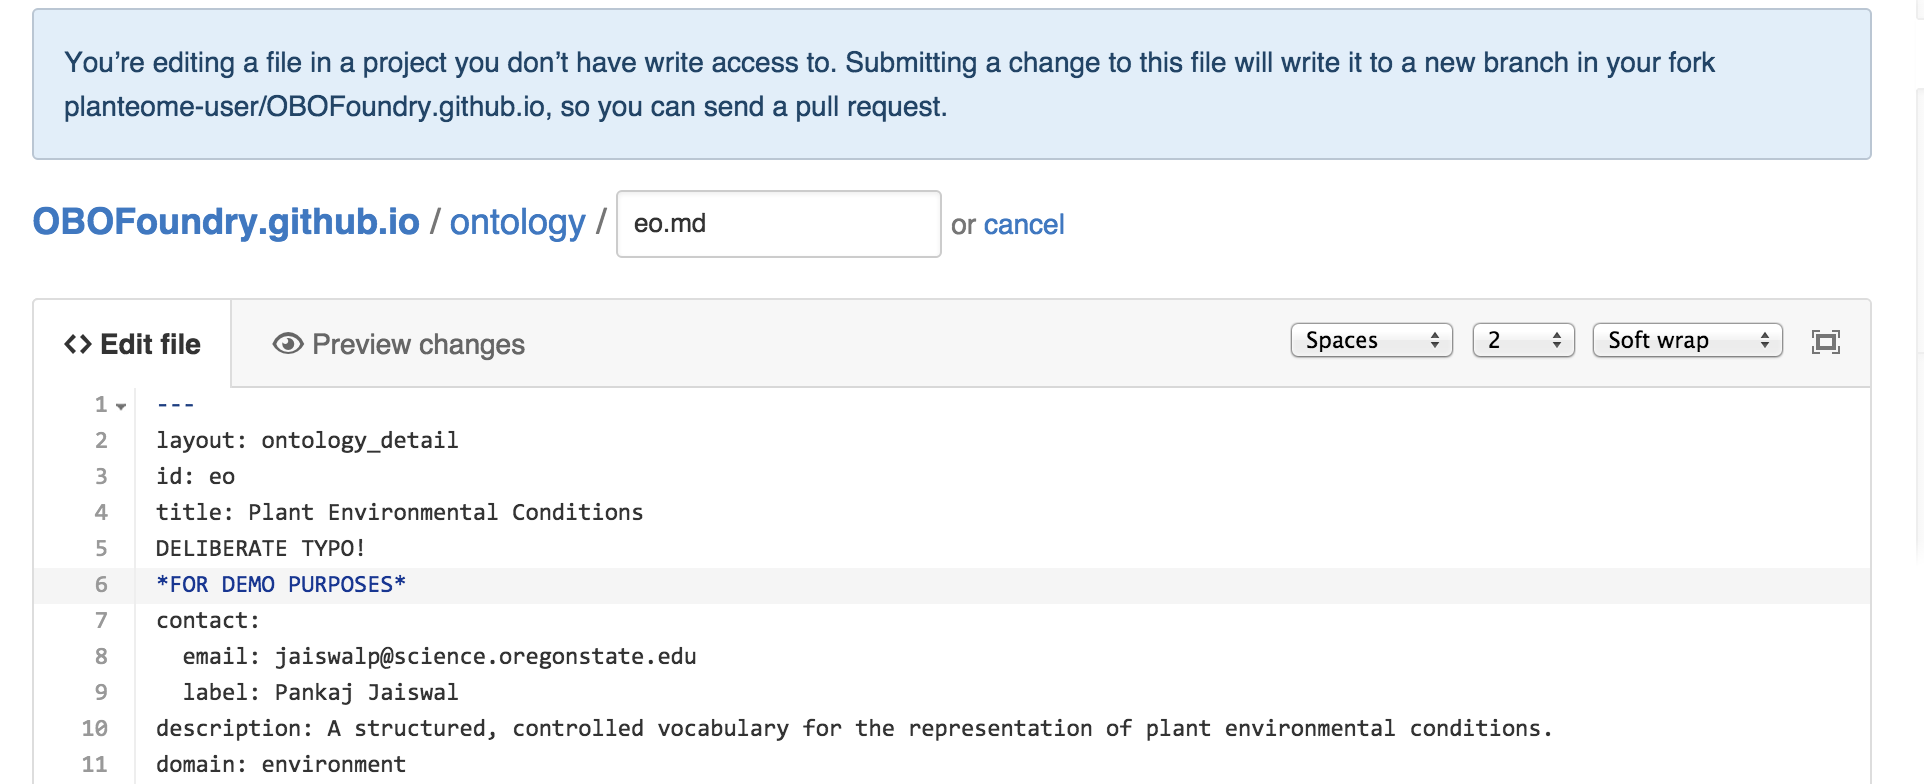 You’re editing a file in a project you don’t have write access to. Submitting a change to this file will write it to a new branch in your fork
planteome-user/OBOFoundry.github.io, so you can send a pull request.
OBOFoundry.github.io / ontology / eo.md or cancel
<> Edit file Preview changes Spaces 2 Soft wrap
1 ---
2 layout: ontology_detail
3 id: eo
4 title: Plant Environmental Conditions
5 DELIBERATE TYPO!
6 *FOR DEMO PURPOSES*
7 contact:
8 email: jaiswalp@science.oregonstate.edu
9 label: Pankaj Jaiswal
10 description: A structured, controlled vocabulary for the representation of plant environmental conditions.
11 domain: environment